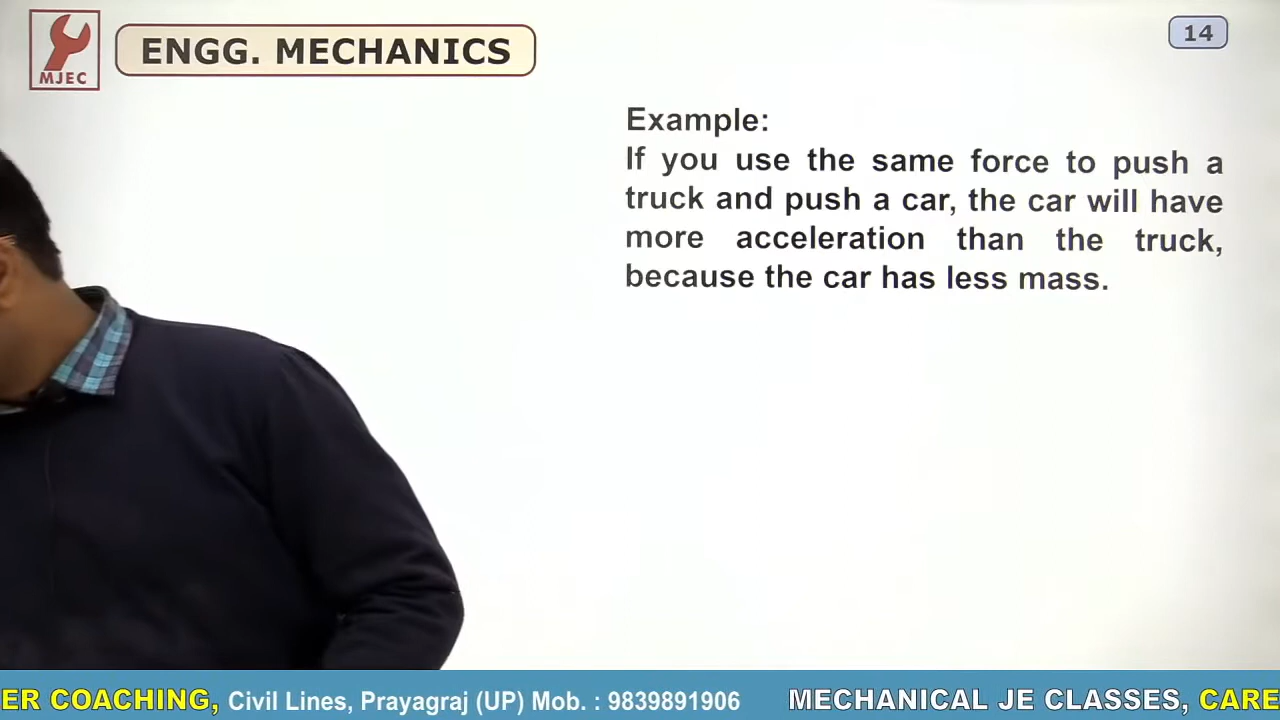 MJEC
ENGG. MECHANICS
14
Example:
If you use the same force to push a
truck and push a car, the car will have
more acceleration than the truck,
because the car has less mass.
ER COACHING, Civil Lines, Prayagraj (UP) Mob. : 9839891906 MECHANICAL JE CLASSES, CARE